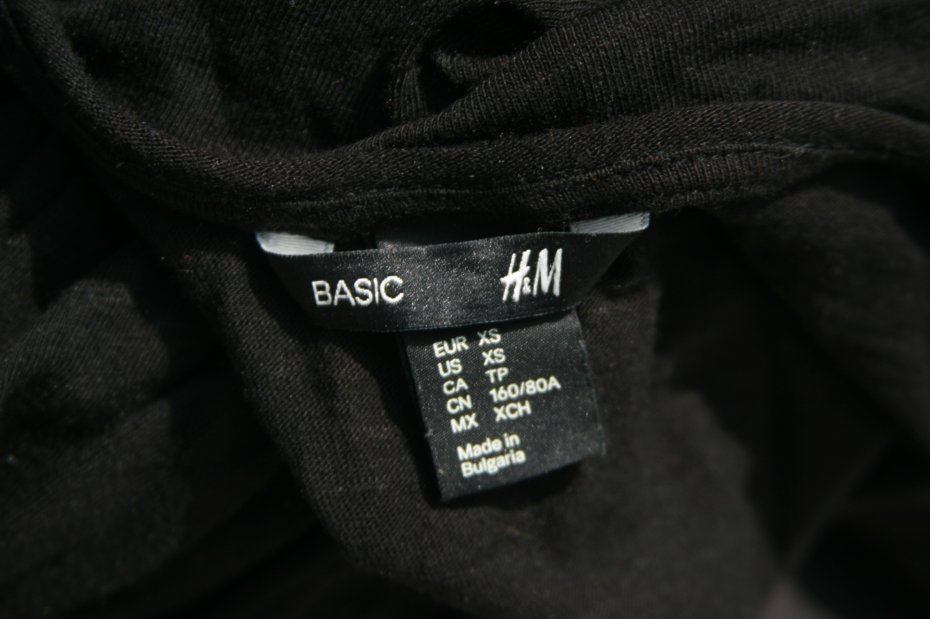 BASIC H&M
EUR XS
US XS
CA TP
CN 160/80A
MX XCH
Made in
Bulgaria